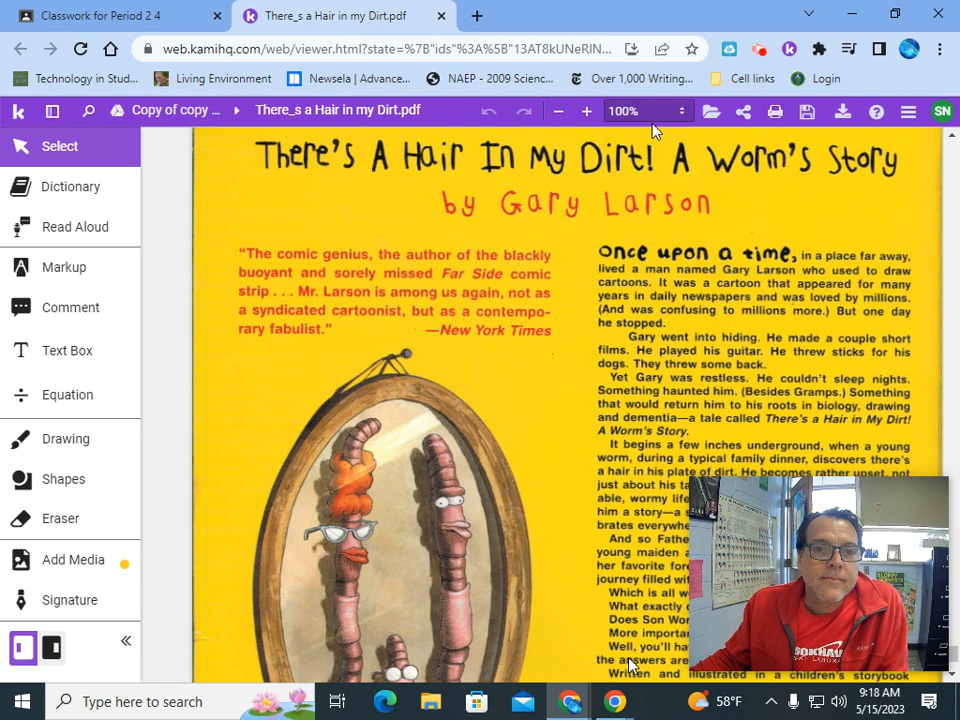 Classwork for Period 2 4
There_s a Hair in my Dirt.pdf
web.kamihq.com/web/viewer.html?state=%7B"ids"%3A%5B"13AT8kUNeRlN...
Technology in Stud...
Living Environment
Newsela | Advance...
NAEP - 2009 Scienc...
Over 1,000 Writing...
Cell links
Login
Copy of copy ...
There_s a Hair in my Dirt.pdf
100%
SN
Select
Dictionary
Read Aloud
Markup
Comment
Text Box
Equation
Drawing
Shapes
Eraser
Add Media
Signature
There's A Hair In My Dirt! A Worm's Story
by Gary Larson
"The comic genius, the author of the blackly
buoyant and sorely missed Far Side comic
strip . . . Mr. Larson is among us again, not as
a syndicated cartoonist, but as a contempo-
rary fabulist." —New York Times
Once upon a time, in a place far away,
lived a man named Gary Larson who used to draw
cartoons. It was a cartoon that appeared for many
years in daily newspapers and was loved by millions.
(And was confusing to millions more.) But one day
he stopped.
Gary went into hiding. He made a couple short
films. He played his guitar. He threw sticks for his
dogs. They threw some back.
Yet Gary was restless. He couldn't sleep nights.
Something haunted him. (Besides Gramps.) Something
that would return him to his roots in biology, drawing
and dementia—a tale called There's a Hair in My Dirt!
A Worm's Story.
It begins a few inches underground, when a young
worm, during a typical family dinner, discovers there's
a hair in his plate of dirt. He becomes rather upset, not
just about his
able, wormy life
him a story—a
brates everywhe
And so Fathe
young maiden a
her favorite fore
journey filled wit
Which is all w
What exactly
Does Son Wor
More importa
Well, you'll ha
the answers are
Written and illustrated in a children's storybook
Type here to search
58°F
9:18 AM
5/15/2023